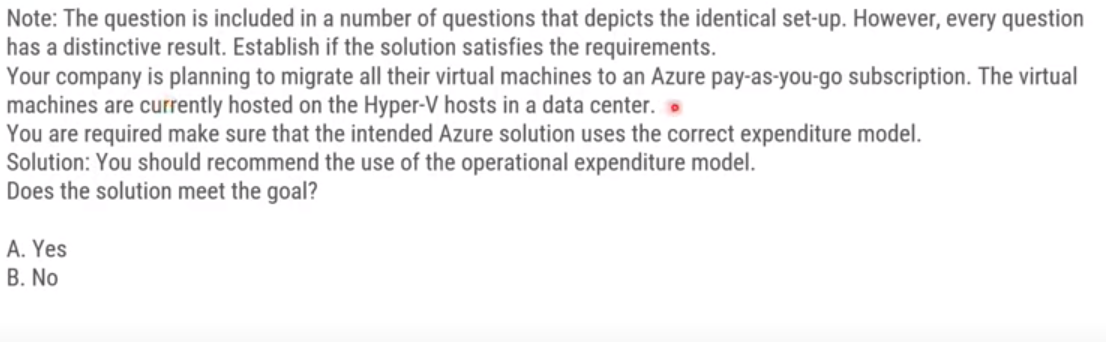 Note: The question is included in a number of questions that depicts the identical set-up. However, every question
has a distinctive result. Establish if the solution satisfies the requirements.
Your company is planning to migrate all their virtual machines to an Azure pay-as-you-go subscription. The virtual
machines are currently hosted on the Hyper-V hosts in a data center.
You are required make sure that the intended Azure solution uses the correct expenditure model.
Solution: You should recommend the use of the operational expenditure model.
Does the solution meet the goal?
A. Yes
B. No